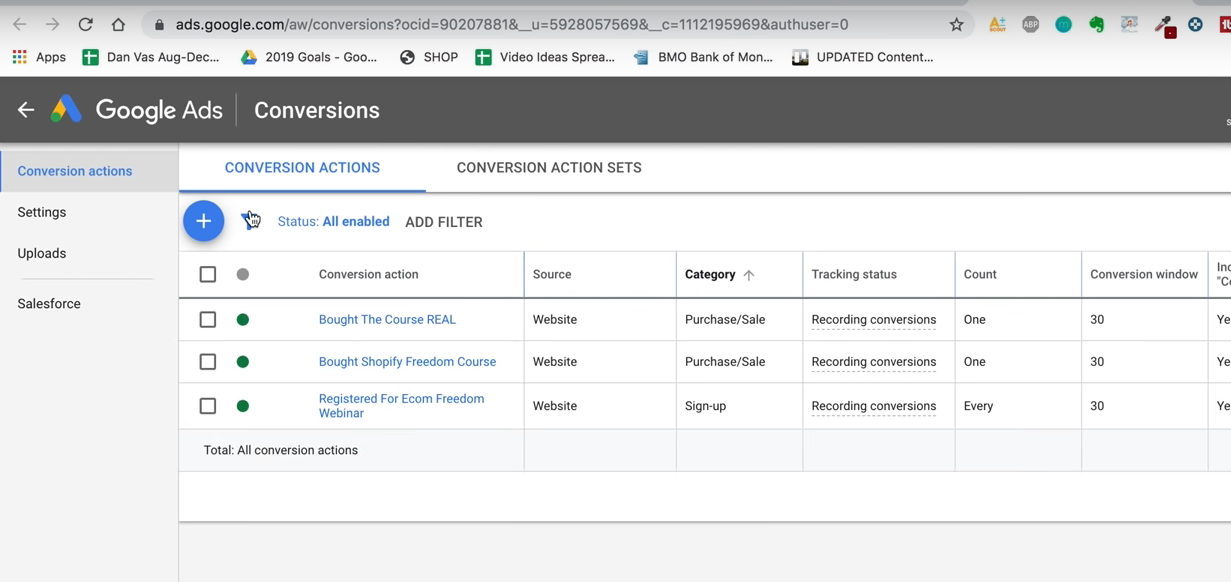 ads.google.com/aw/conversions?ocid=90207881&__u=5928057569&__c=1112195969&authuser=0
ABP
Apps Dan Vas Aug-Dec... 2019 Goals - Goo... SHOP Video Ideas Sprea... BMO Bank of Mon... UPDATED Content...
Google Ads Conversions
Conversion actions
Settings
Uploads
Salesforce
CONVERSION ACTIONS CONVERSION ACTION SETS
Status: All enabled ADD FILTER
Conversion action Source Category Tracking status Count Conversion window
Bought The Course REAL Website Purchase/Sale Recording conversions One 30 Ye
Bought Shopify Freedom Course Website Purchase/Sale Recording conversions One 30 Ye
Registered For Ecom Freedom
Webinar Website Sign-up Recording conversions Every 30 Ye
Total: All conversion actions